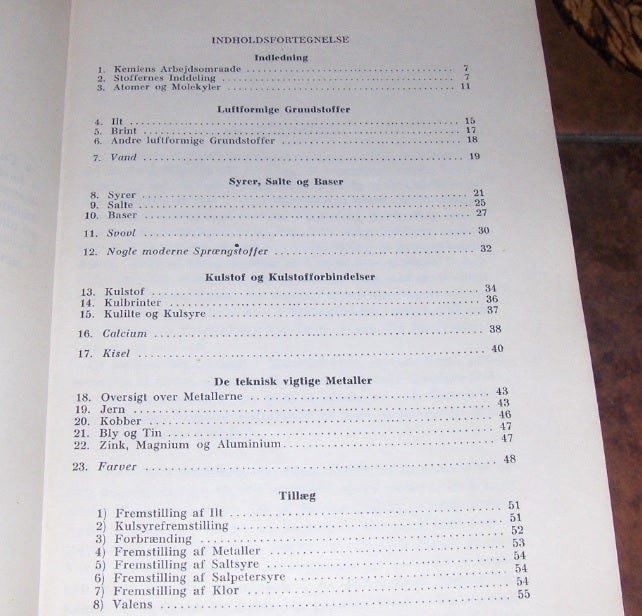 INDHOLDSFORTEGNELSE
Indledning
1. Kemiens Arbejdsomraade 7
2. Stoffernes Inddeling 7
3. Atomer og Molekyler 11
Luftformige Grundstoffer
4. Ilt 15
5. Brint 17
6. Andre luftformige Grundstoffer 18
7. Vand 19
Syrer, Salte og Baser
8. Syrer 21
9. Salte 25
10. Baser 27
11. Svovl 30
12. Nogle moderne Sprængstoffer 32
Kulstof og Kulstofforbindelser
13. Kulstof 34
14. Kulbrinter 36
15. Kulilte og Kulsyre 37
16. Calcium 38
17. Kisel 40
De teknisk vigtige Metaller
18. Oversigt over Metallerne 43
19. Jern 43
20. Kobber 46
21. Bly og Tin 47
22. Zink, Magnium og Aluminium 47
23. Farver 48
Tillæg
1) Fremstilling af Ilt 51
2) Kulsyrefremstilling 51
3) Forbrænding 52
4) Fremstilling af Metaller 53
5) Fremstilling af Saltsyre 54
6) Fremstilling af Salpetersyre 54
7) Fremstilling af Klor 54
8) Valens 55